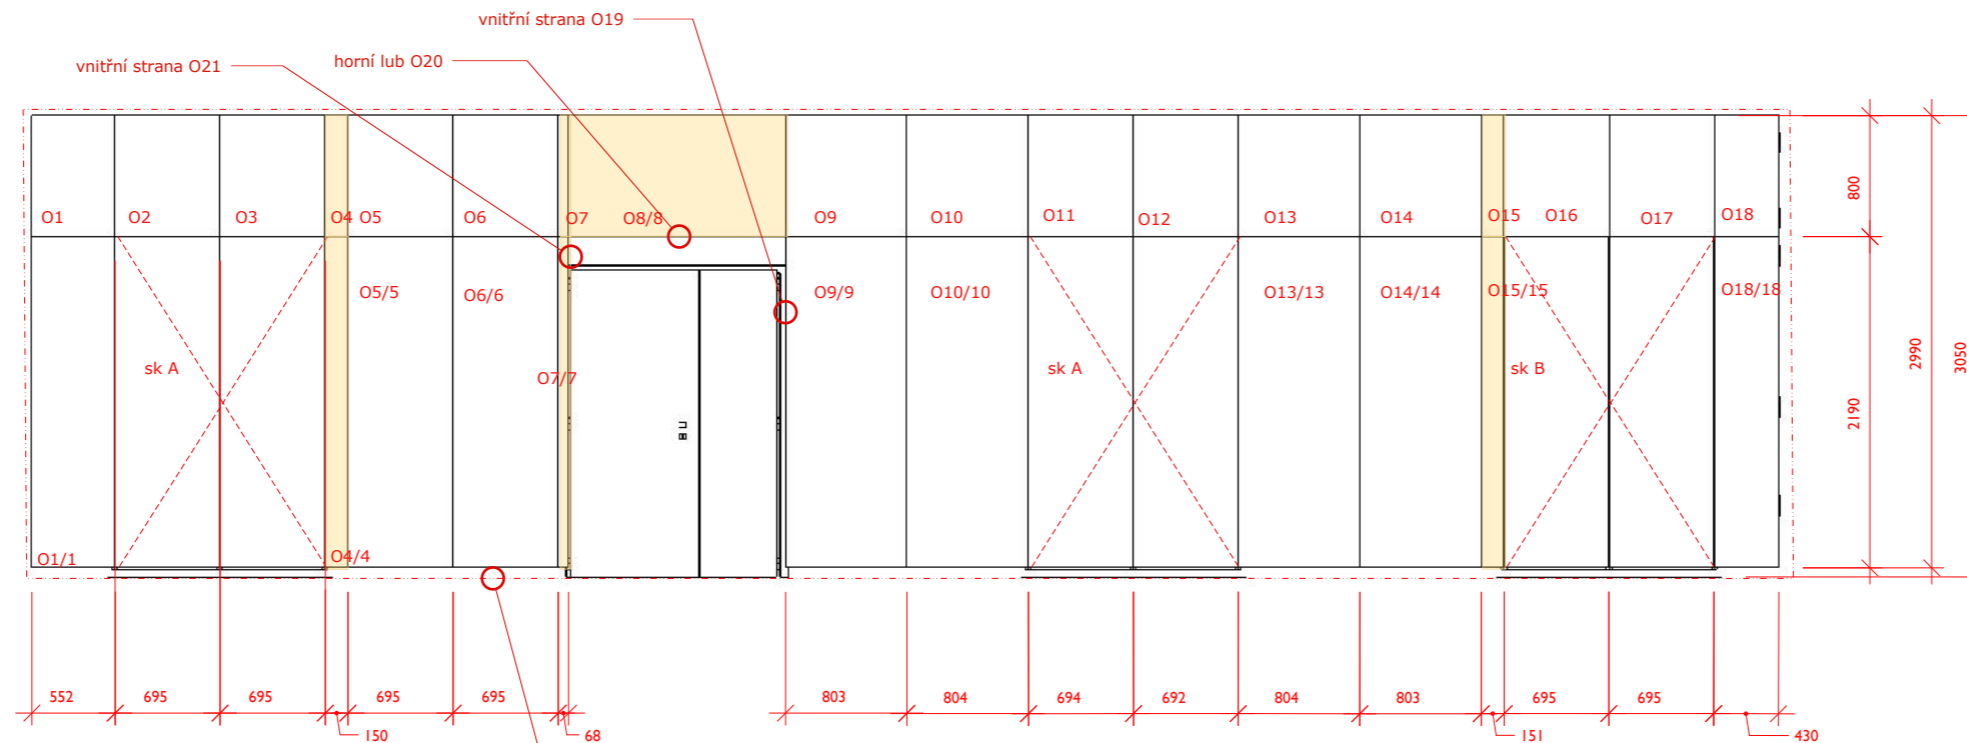 vnitřní strana O19
horní lub O20
vnitřní strana O21
O1 O2 O3 O4 O5 O6 O7 O8/8 O9 O10 O11 O12 O13 O14 O15 O16 O17 O18
O5/5 O6/6 O9/9 O10/10 O13/13 O14/14 O15/15 O18/18
sk A O7/7 sk A sk B
O1/1 O4/4
800
2190
2990
3050
552 695 695 695 695 803 804 694 692 804 803 695 695
150 68 151 430